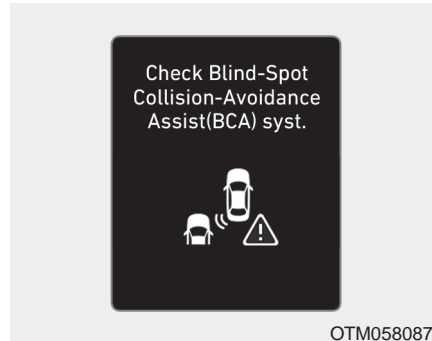 Check Blind-Spot
Collision-Avoidance
Assist(BCA) syst.
OTM058087